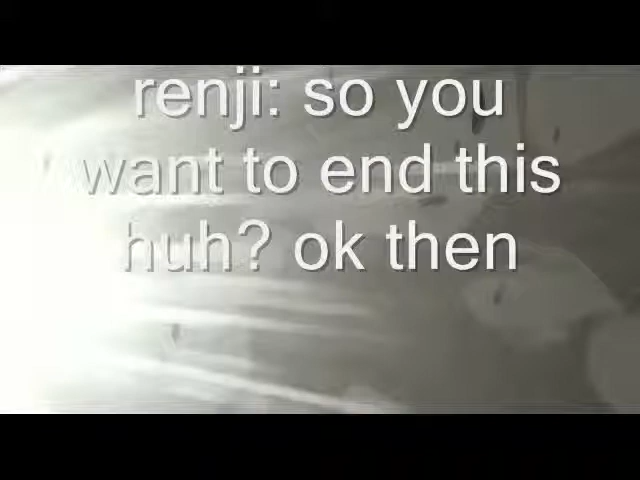 renji: so you
want to end this
huh? ok then